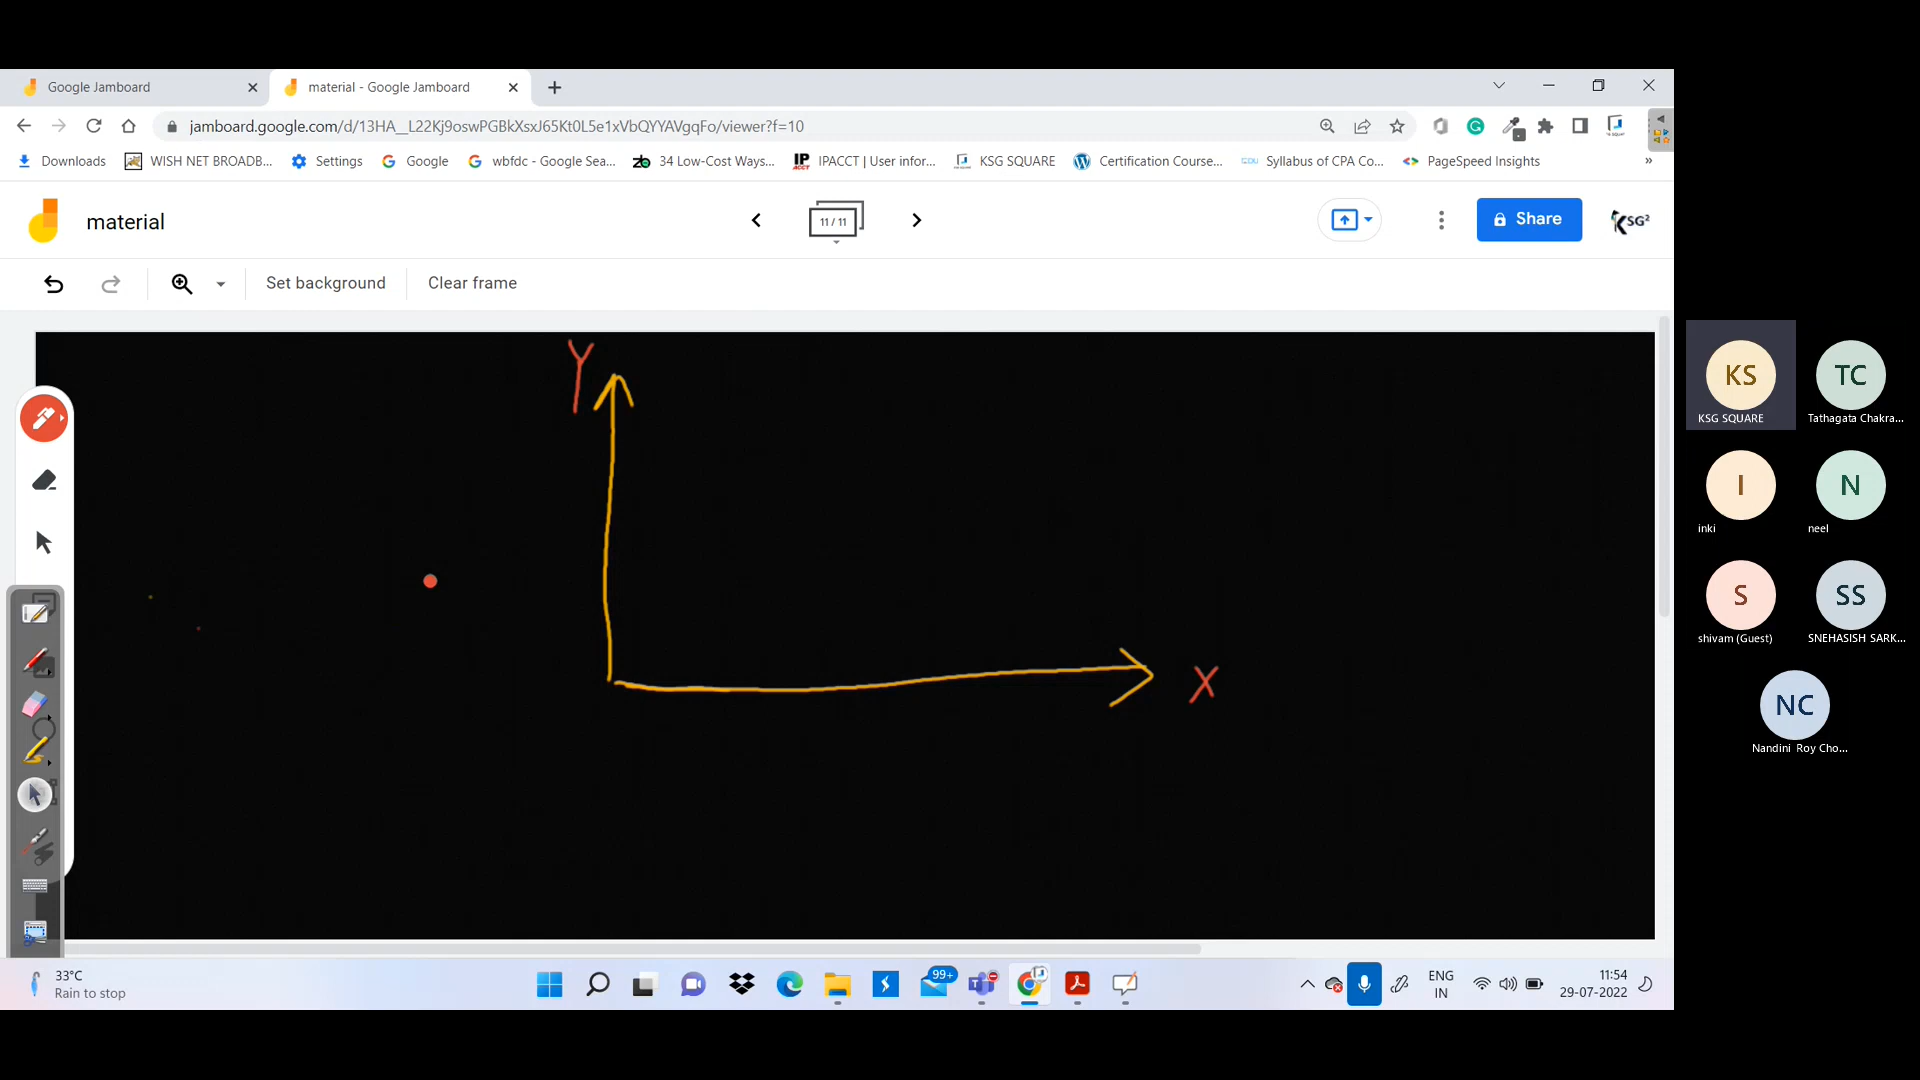 Google Jamboard
material - Google Jamboard
jamboard.google.com/d/13HA__L22Kj9oswPGBkXsxJ65Kt0L5e1xVbQYYAVgqFo/viewer?f=10
Downloads
WISH NET BROADB...
Settings
Google
wbfdc - Google Sea...
34 Low-Cost Ways...
IPACCT | User infor...
KSG SQUARE
Certification Course...
Syllabus of CPA Co...
PageSpeed Insights
»
material
11 / 11
Share
KSG²
Set background
Clear frame
Y
X
KS
KSG SQUARE
TC
Tathagata Chakra...
I
inki
N
neel
S
shivam (Guest)
SS
SNEHASISH SARK...
NC
Nandini Roy Cho...
33°C
Rain to stop
99+
ENG
IN
11:54
29-07-2022